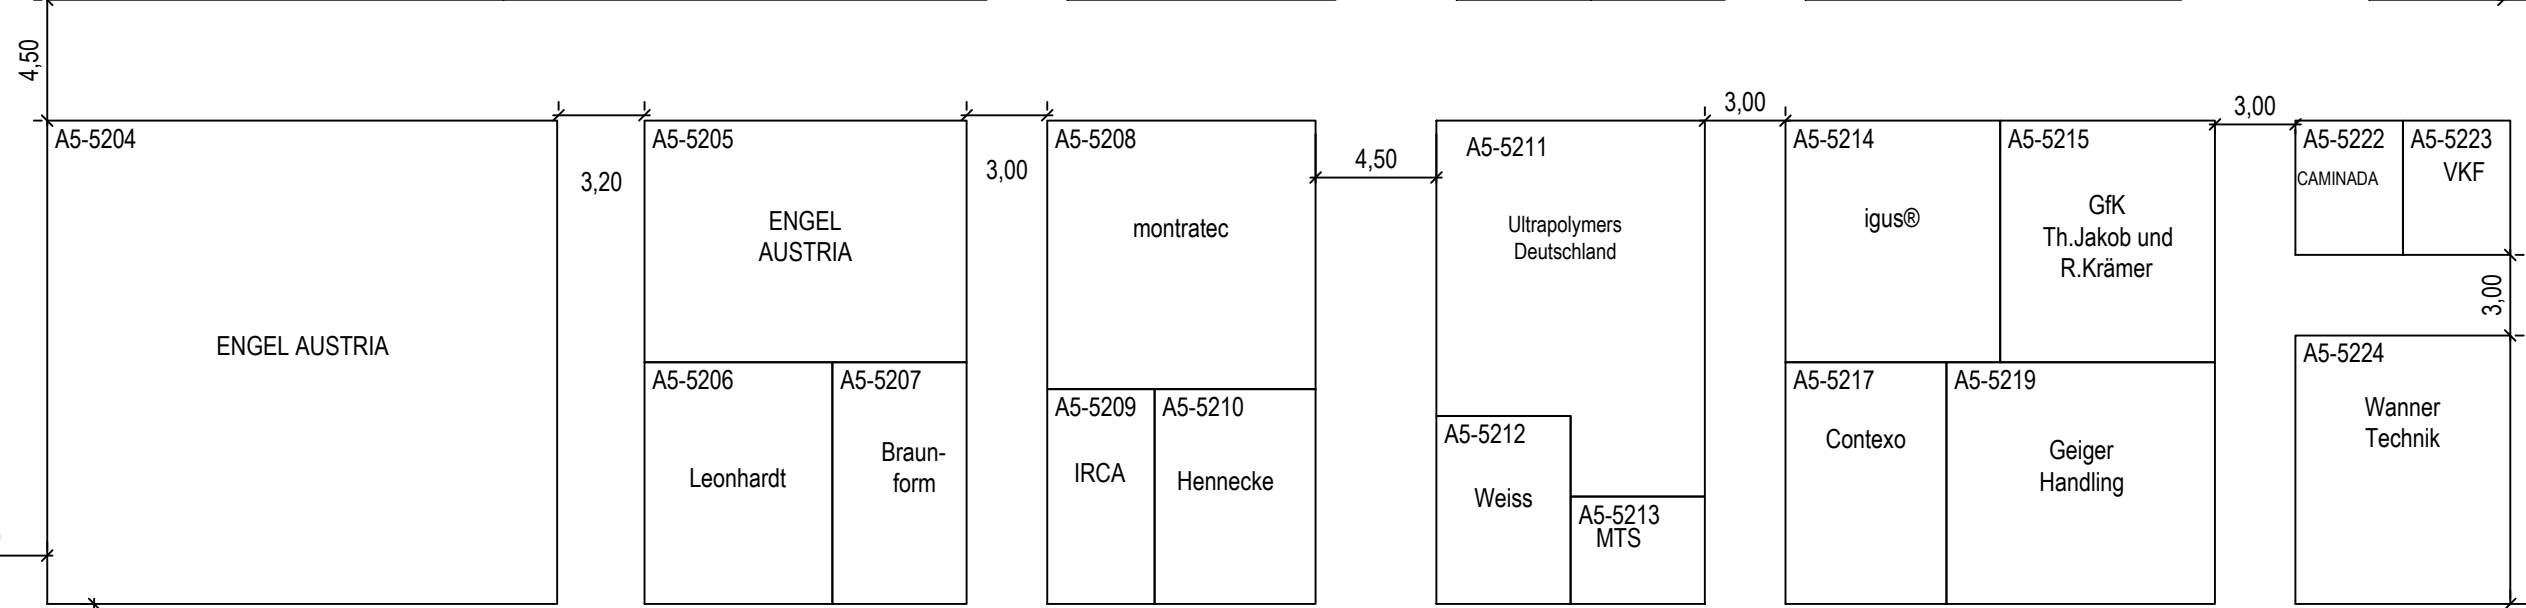 4,50
A5-5204
ENGEL AUSTRIA
3,20
A5-5205
ENGEL
AUSTRIA
A5-5206
Leonhardt
A5-5207
Braun-
form
3,00
A5-5208
montratec
A5-5209
IRCA
A5-5210
Hennecke
4,50
A5-5211
Ultrapolymers
Deutschland
A5-5212
Weiss
A5-5213
MTS
3,00
A5-5214
igus®
A5-5215
GfK
Th.Jakob und
R.Krämer
A5-5217
Contexo
A5-5219
Geiger
Handling
3,00
A5-5222
CAMINADA
A5-5223
VKF
3,00
A5-5224
Wanner
Technik